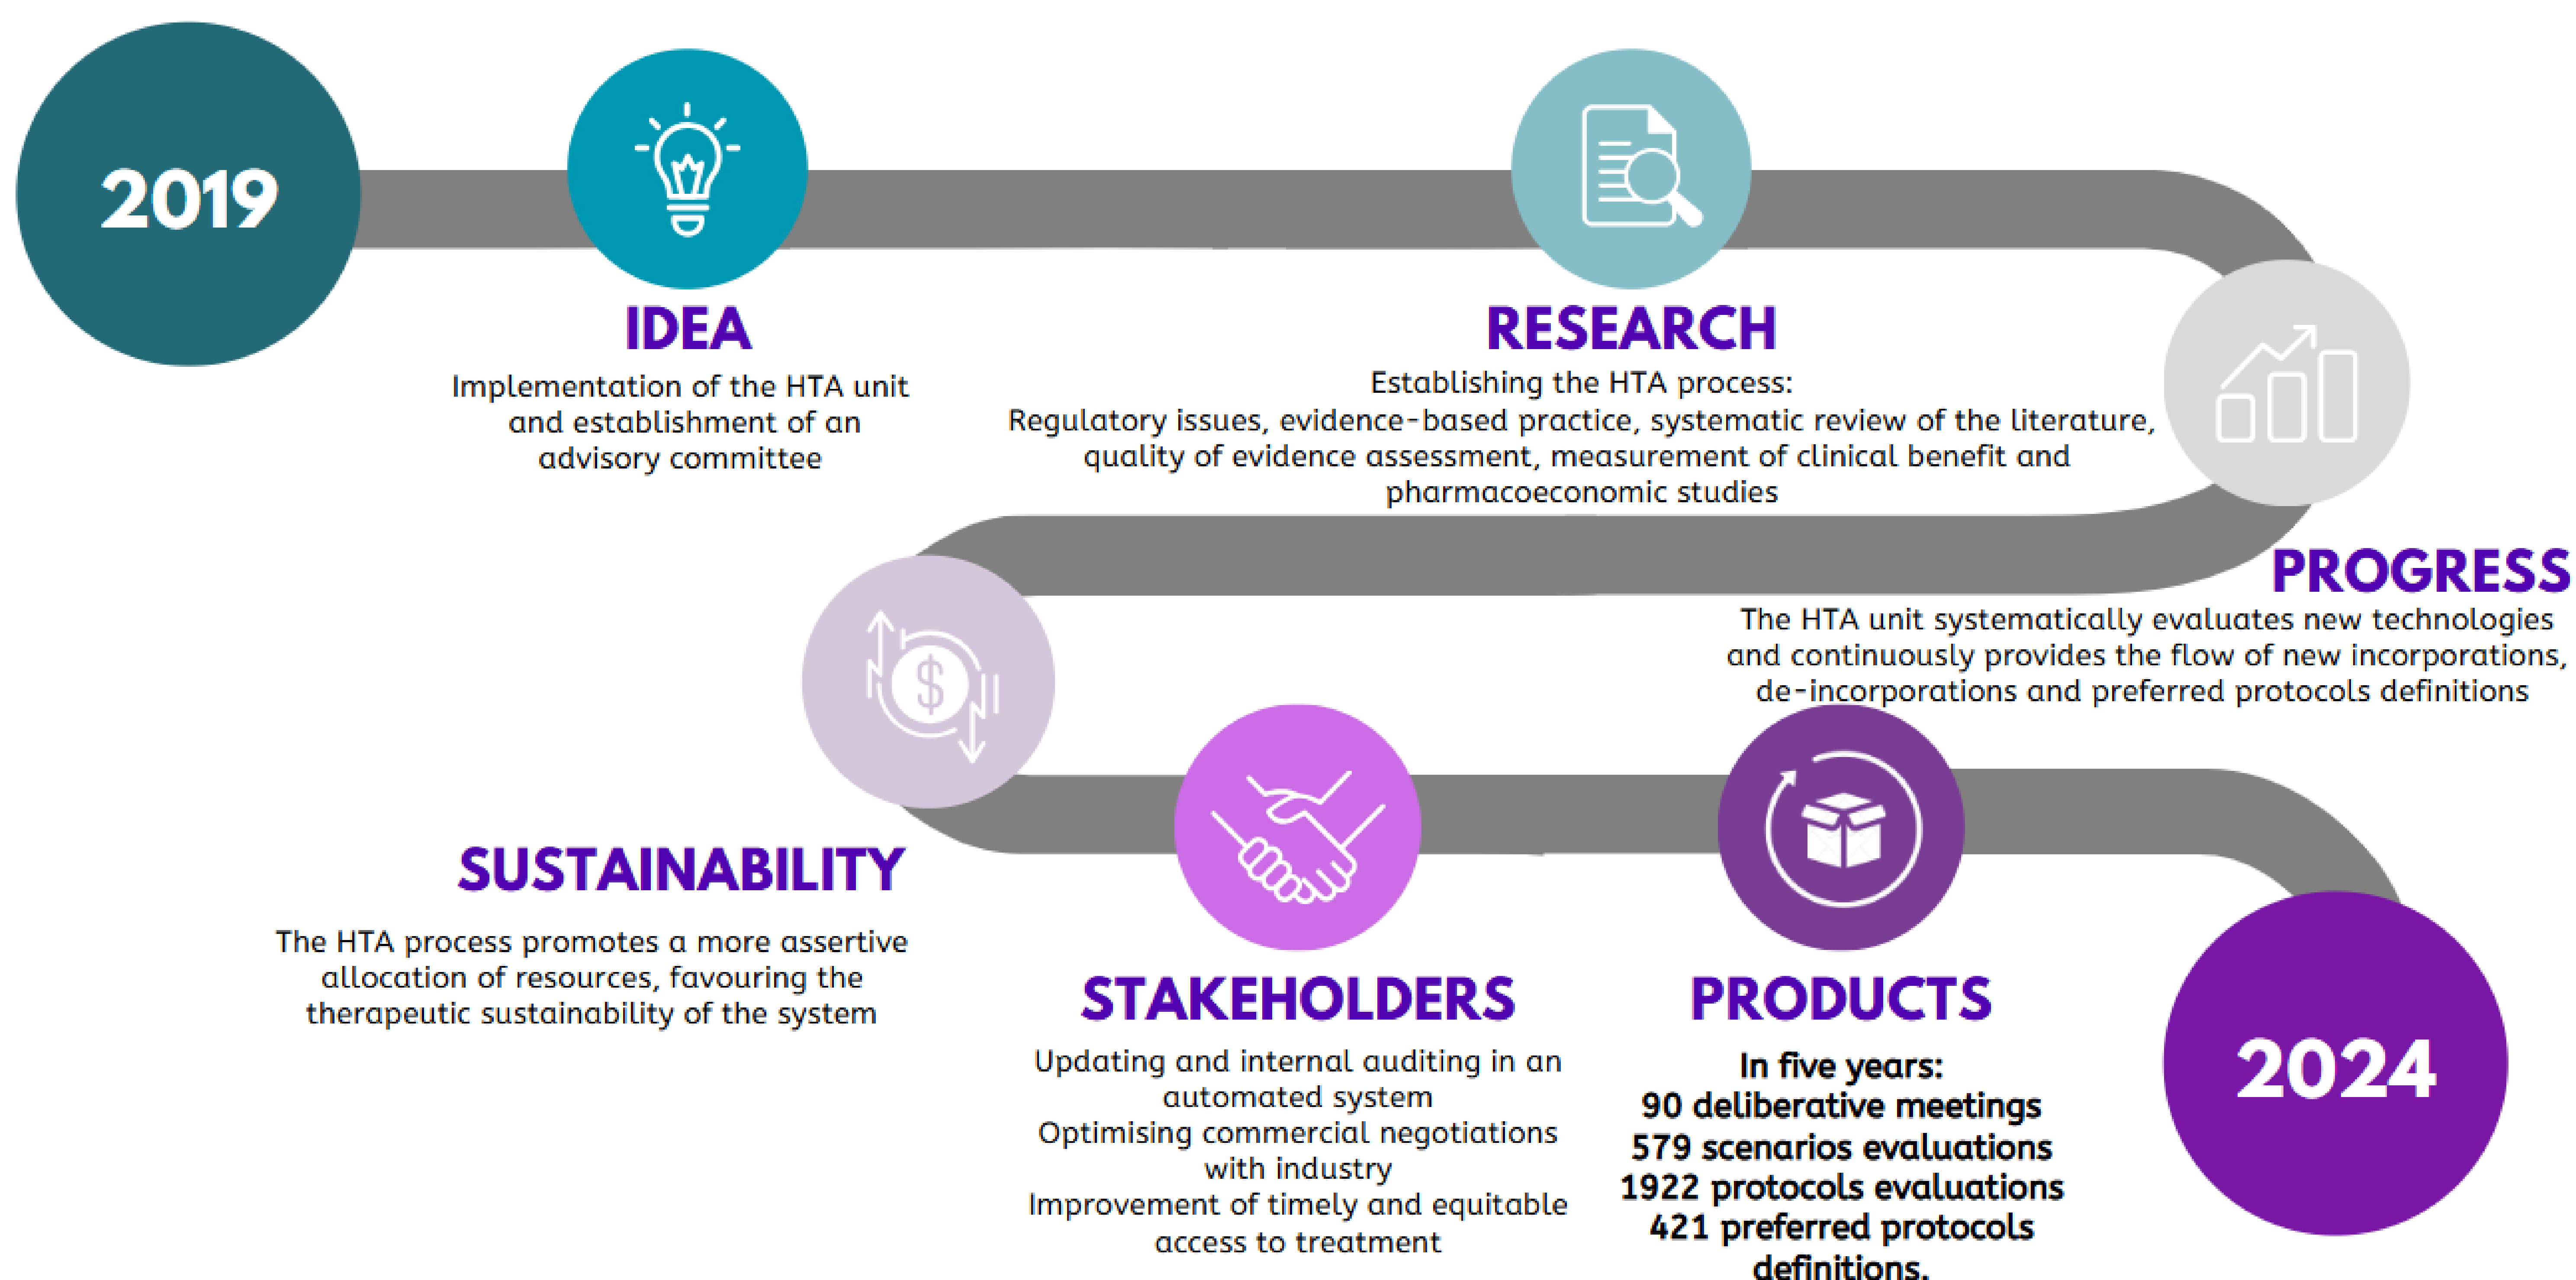 2019
IDEA
Implementation of the HTA unit
and establishment of an
advisory committee
RESEARCH
Establishing the HTA process:
Regulatory issues, evidence-based practice, systematic review of the literature,
quality of evidence assessment, measurement of clinical benefit and
pharmacoeconomic studies
PROGRESS
The HTA unit systematically evaluates new technologies
and continuously provides the flow of new incorporations,
de-incorporations and preferred protocols definitions
$
SUSTAINABILITY
The HTA process promotes a more assertive
allocation of resources, favouring the
therapeutic sustainability of the system
STAKEHOLDERS
Updating and internal auditing in an
automated system
Optimising commercial negotiations
with industry
Improvement of timely and equitable
access to treatment
PRODUCTS
In five years:
90 deliberative meetings
579 scenarios evaluations
1922 protocols evaluations
421 preferred protocols
definitions.
2024